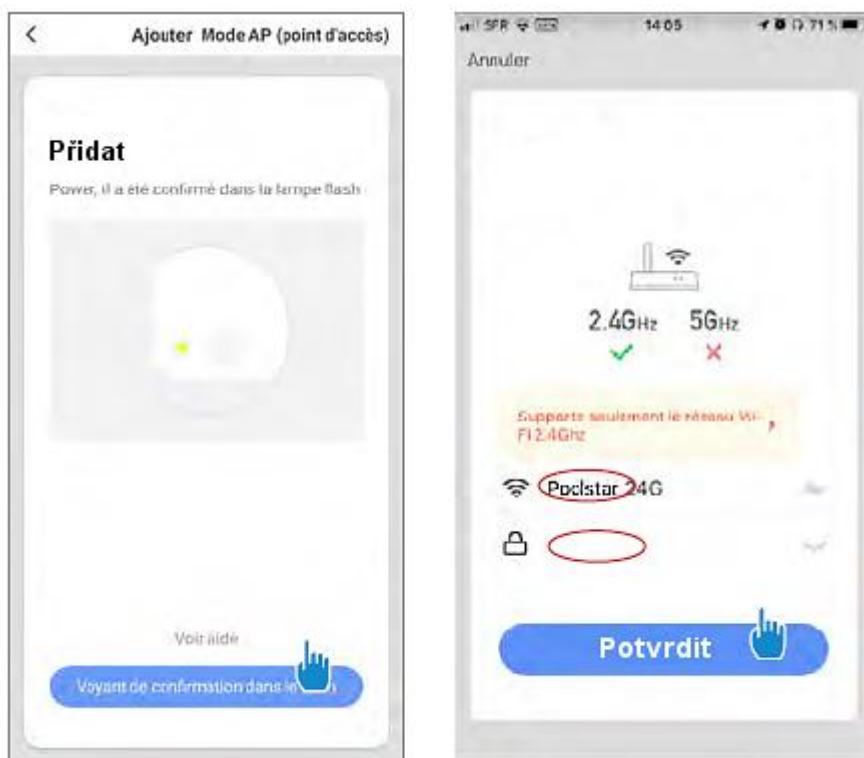 Ajouter Mode AP (point d'accès)
Přidat
Power, il a été confirmé dans la lampe flash
Voir aide
Voyant de confirmation dans le
SFR
14:05
71 %
Annuler
2.4GHz 5GHz
Supporte seulement le réseau Wi-
Fi 2.4Ghz
Poolstar 24G
Potvrdit